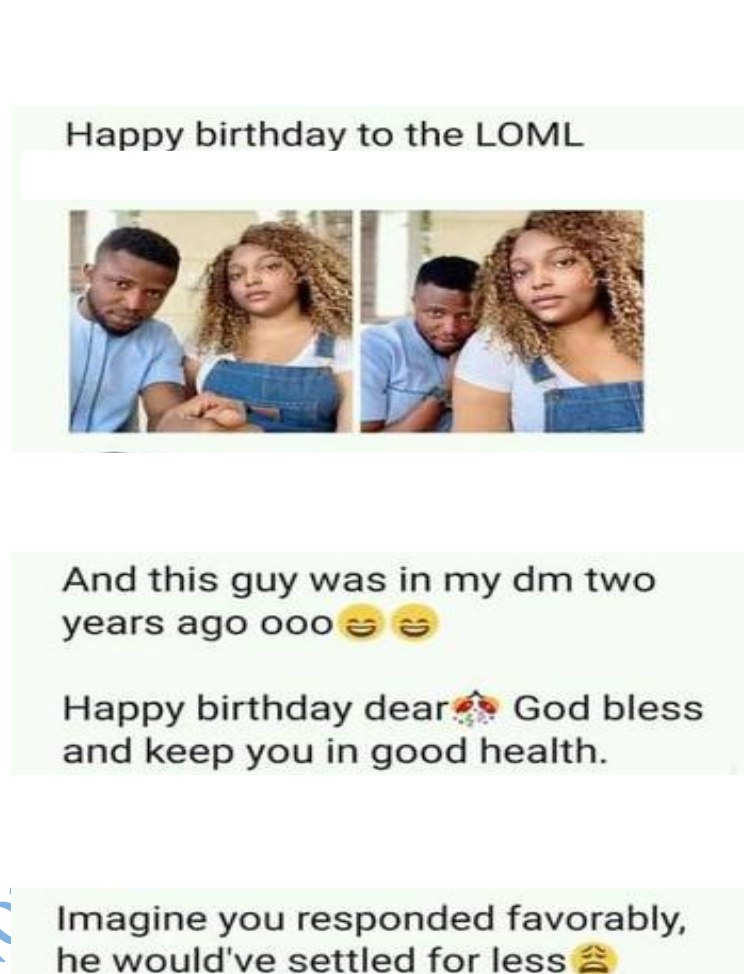 Happy birthday to the LOML
And this guy was in my dm two
years ago ooo😄😄
Happy birthday dear🎊 God bless
and keep you in good health.
Imagine you responded favorably,
he would've settled for less😩